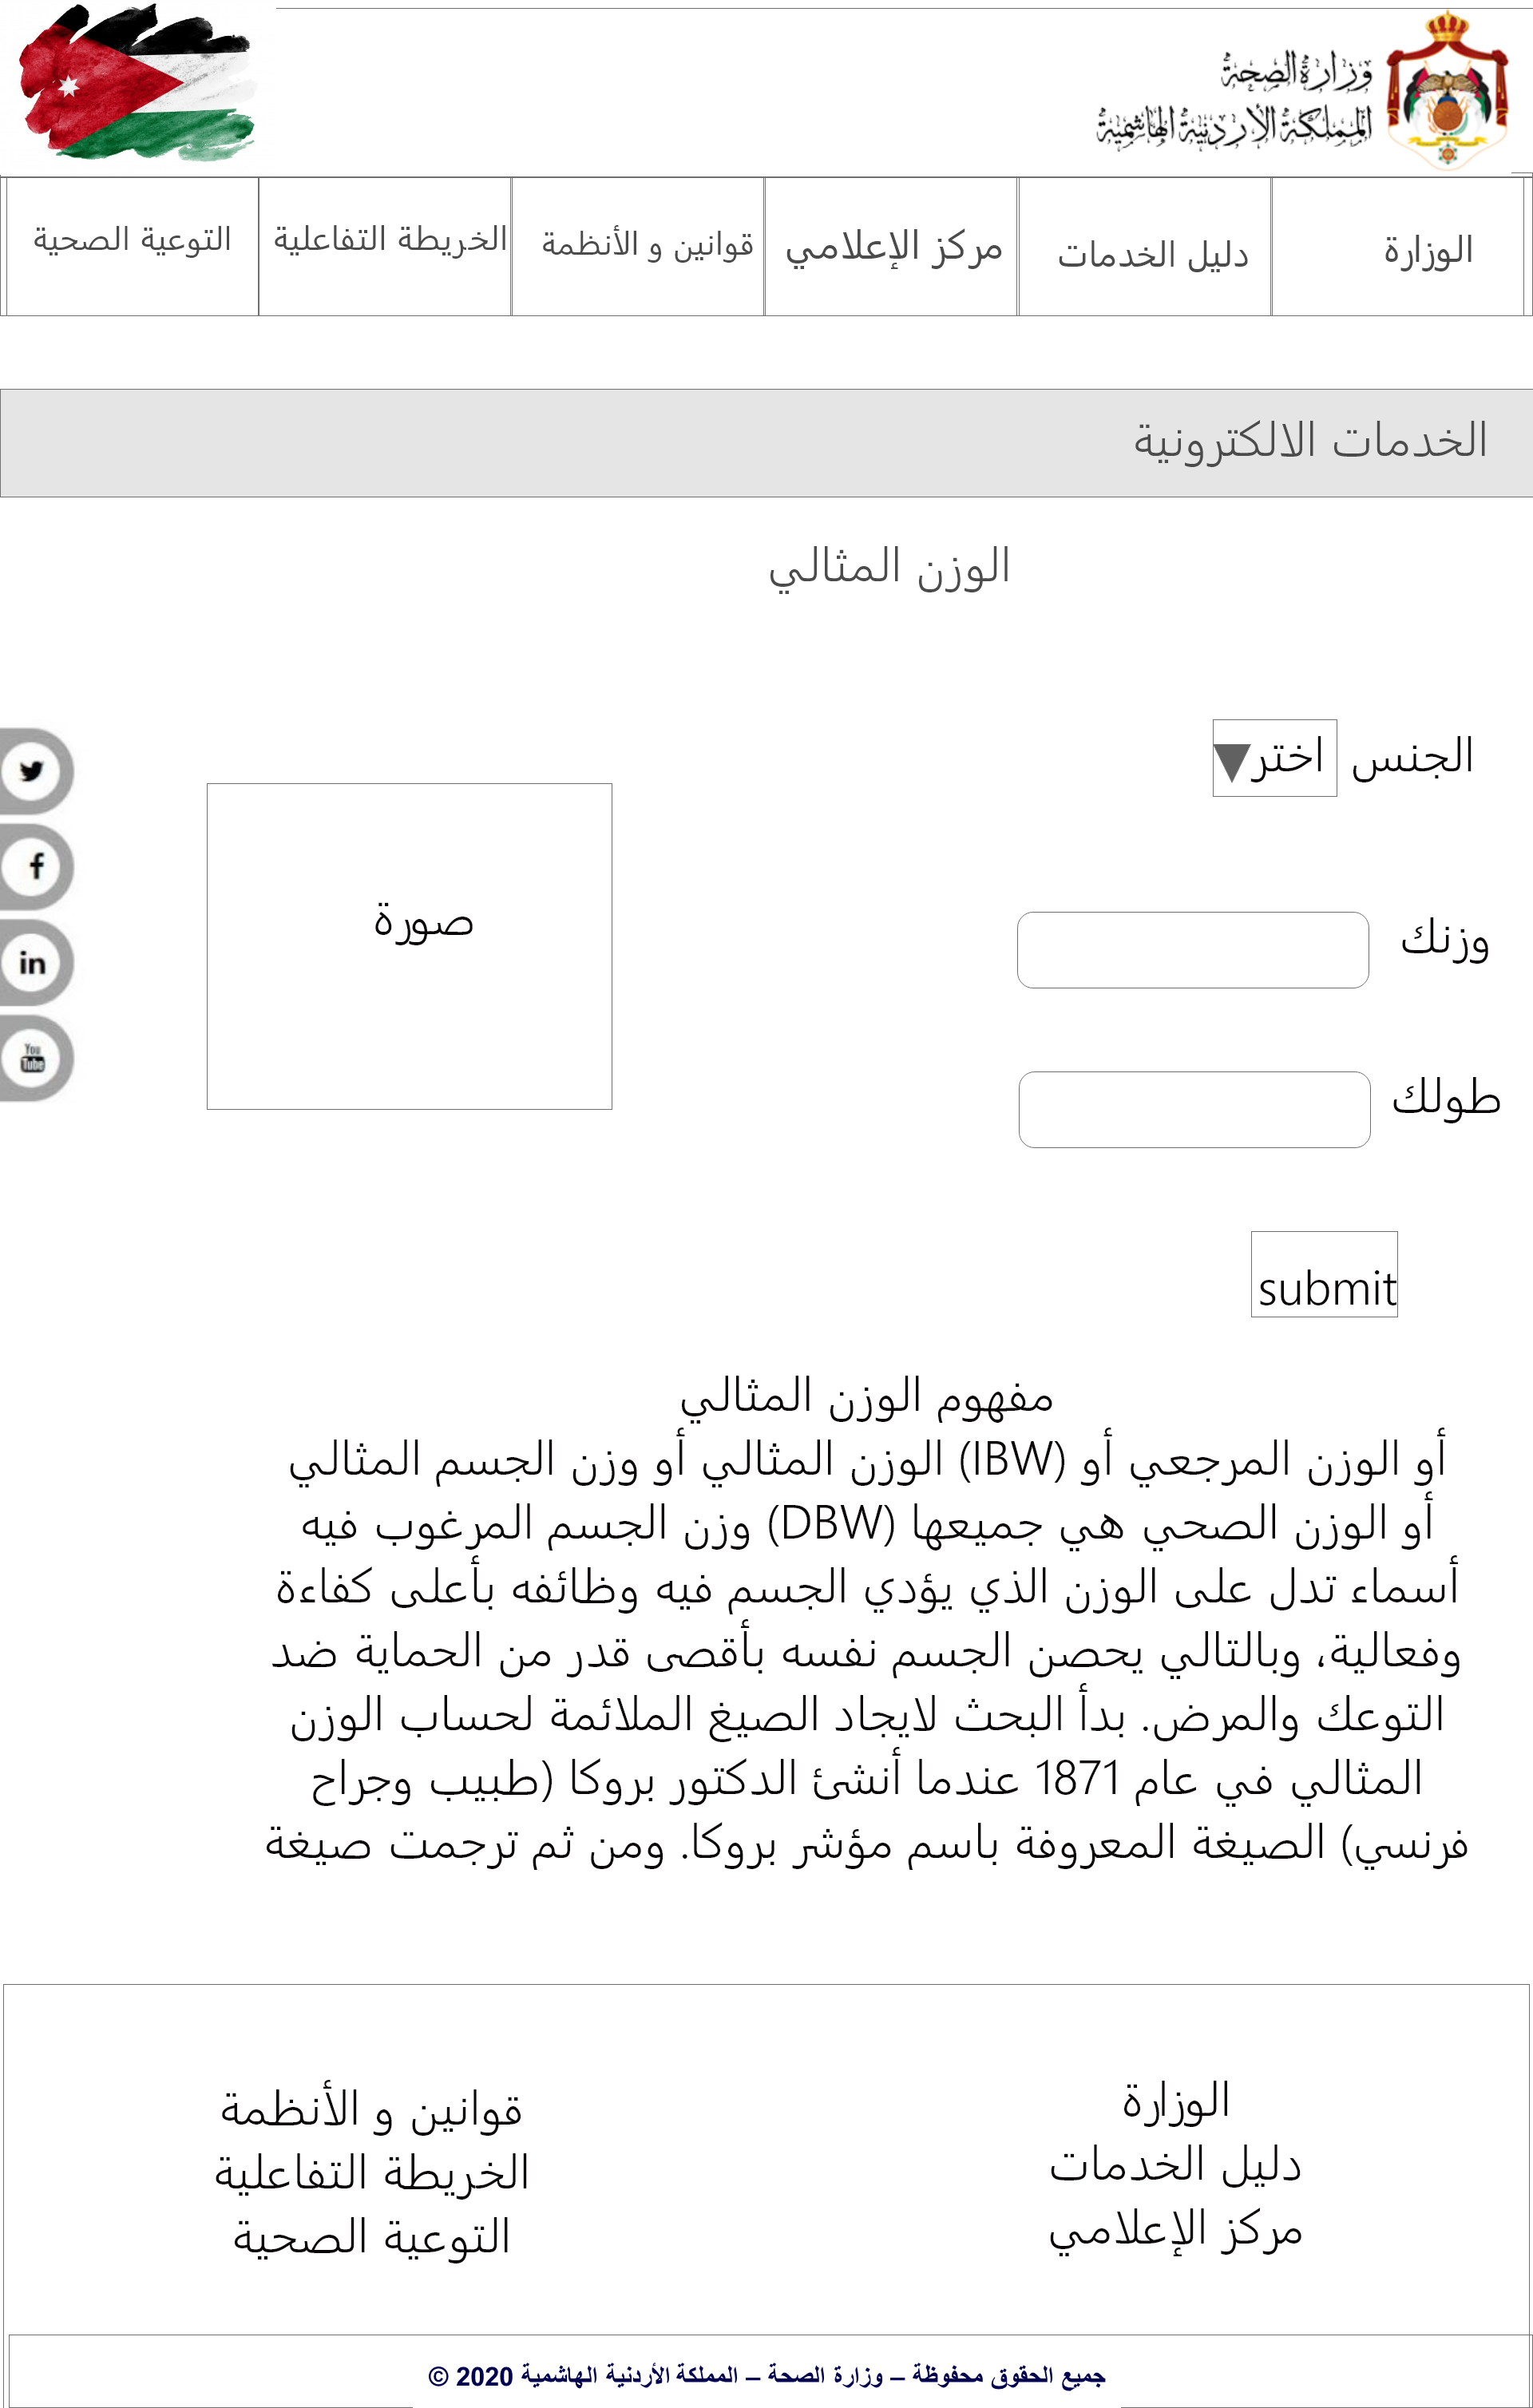 وزارة الصحة
المملكة الأردنية الهاشمية
الوزارة
دليل الخدمات
مركز الإعلامي
قوانين و الأنظمة
الخريطة التفاعلية
التوعية الصحية
الخدمات الالكترونية
الوزن المثالي
الجنس اختر
وزنك
طولك
صورة
in
You
Tube
submit
مفهوم الوزن المثالي
أو الوزن المرجعي أو (IBW) الوزن المثالي أو وزن الجسم المثالي
أو الوزن الصحي هي جميعها (DBW) وزن الجسم المرغوب فيه
أسماء تدل على الوزن الذي يؤدي الجسم فيه وظائفه بأعلى كفاءة
وفعالية، وبالتالي يحصن الجسم نفسه بأقصى قدر من الحماية ضد
التوعك والمرض. بدأ البحث لايجاد الصيغ الملائمة لحساب الوزن
المثالي في عام 1871 عندما أنشئ الدكتور بروكا (طبيب وجراح
فرنسي) الصيغة المعروفة باسم مؤشر بروكا. ومن ثم ترجمت صيغة
الوزارة
دليل الخدمات
مركز الإعلامي
قوانين و الأنظمة
الخريطة التفاعلية
التوعية الصحية
جميع الحقوق محفوظة – وزارة الصحة – المملكة الأردنية الهاشمية 2020 ©